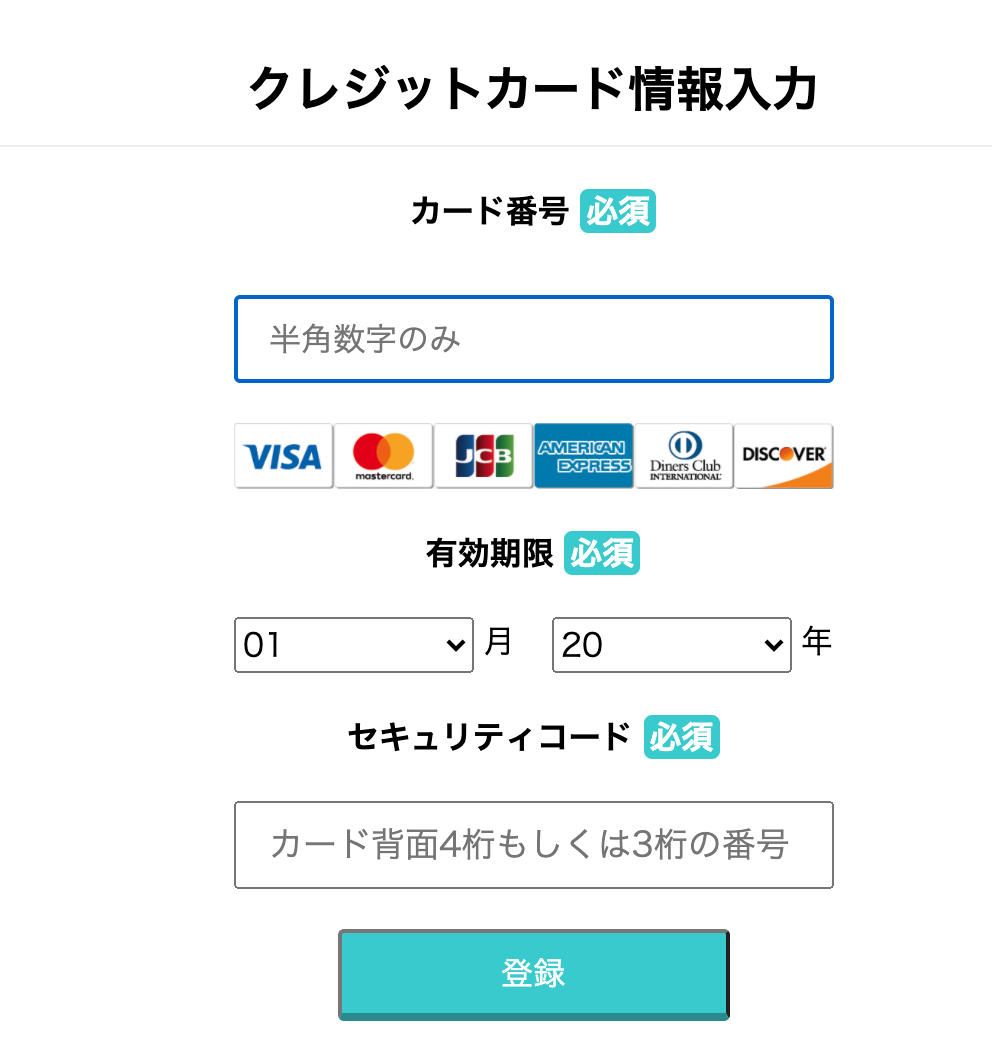 クレジットカード情報入力
カード番号 必須
半角数字のみ
VISA mastercard. JCB AMERICAN EXPRESS Diners Club INTERNATIONAL DISCOVER
有効期限 必須
01 月 20 年
セキュリティコード 必須
カード背面4桁もしくは3桁の番号
登録